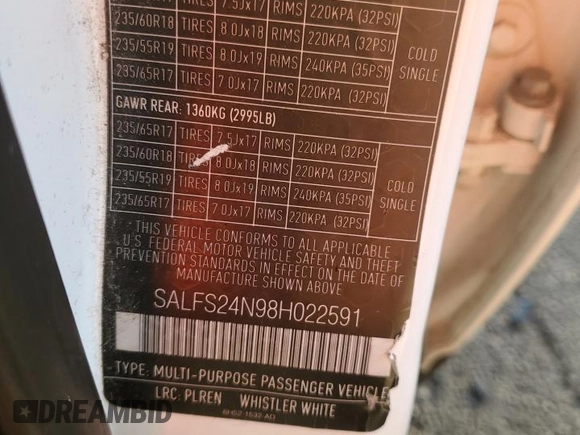 235/65R17 TIRES 7.5Jx17 RIMS 220KPA (32PSI)
235/60R18 TIRES 8.0Jx18 RIMS 220KPA (32PSI)
235/55R19 TIRES 8.0Jx19 RIMS 240KPA (35PSI) COLD
235/65R17 TIRES 7.0Jx17 RIMS 220KPA (32PSI) SINGLE
GAWR REAR: 1360KG (2995LB)
235/65R17 TIRES 7.5Jx17 RIMS 220KPA (32PSI)
235/60R18 TIRES 8.0Jx18 RIMS 220KPA (32PSI)
235/55R19 TIRES 8.0Jx19 RIMS 240KPA (35PSI) COLD
235/65R17 TIRES 7.0Jx17 RIMS 220KPA (32PSI) SINGLE
THIS VEHICLE CONFORMS TO ALL APPLICABLE
U.S. FEDERAL MOTOR VEHICLE SAFETY AND THEFT
PREVENTION STANDARDS IN EFFECT ON THE DATE OF
MANUFACTURE SHOWN ABOVE
SALFS24N98H022591
TYPE: MULTI-PURPOSE PASSENGER VEHICLE
LRC: PLREN WHISTLER WHITE
6H52-1532-AD
DREAMBID